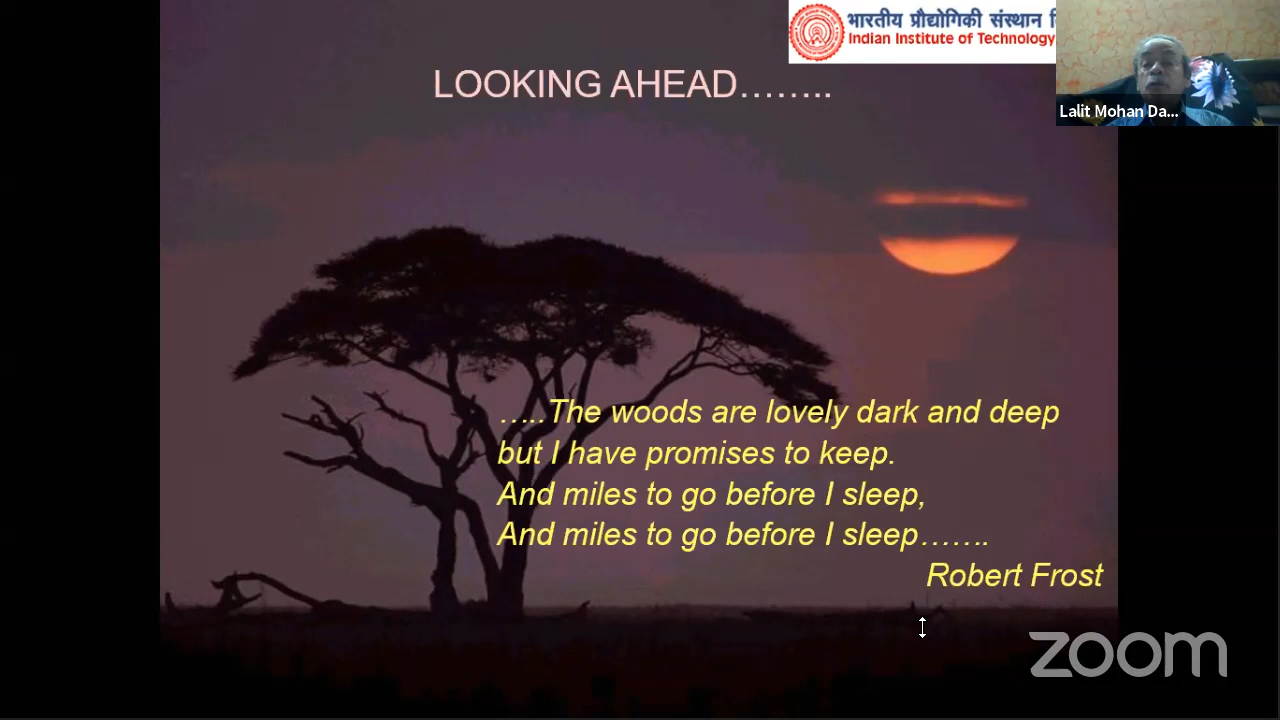 भारतीय प्रौद्योगिकी संस्थान
Indian Institute of Technology
Lalit Mohan Da...
LOOKING AHEAD……..
…..The woods are lovely dark and deep
but I have promises to keep.
And miles to go before I sleep,
And miles to go before I sleep…….
Robert Frost
zoom